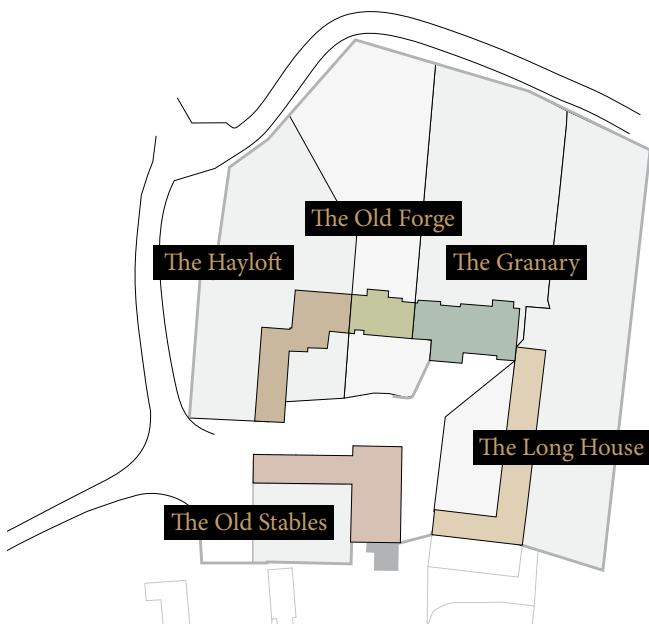 The Old Forge
The Hayloft
The Granary
The Long House
The Old Stables